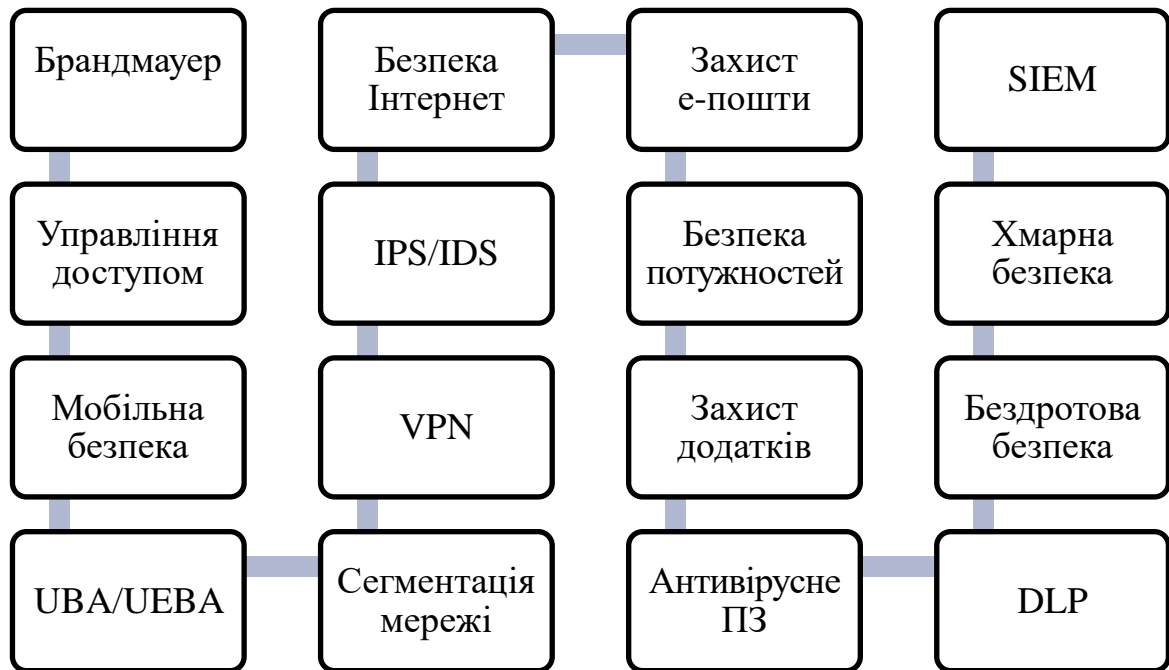 Брандмауер
Управління
доступом
Мобільна
безпека
UBA/UEBA
Сегментація
мережі
VPN
IPS/IDS
Безпека
Інтернет
Захист
е-пошти
Безпека
потужностей
Захист
додатків
Антивірусне
ПЗ
DLP
Бездротова
безпека
Хмарна
безпека
SIEM